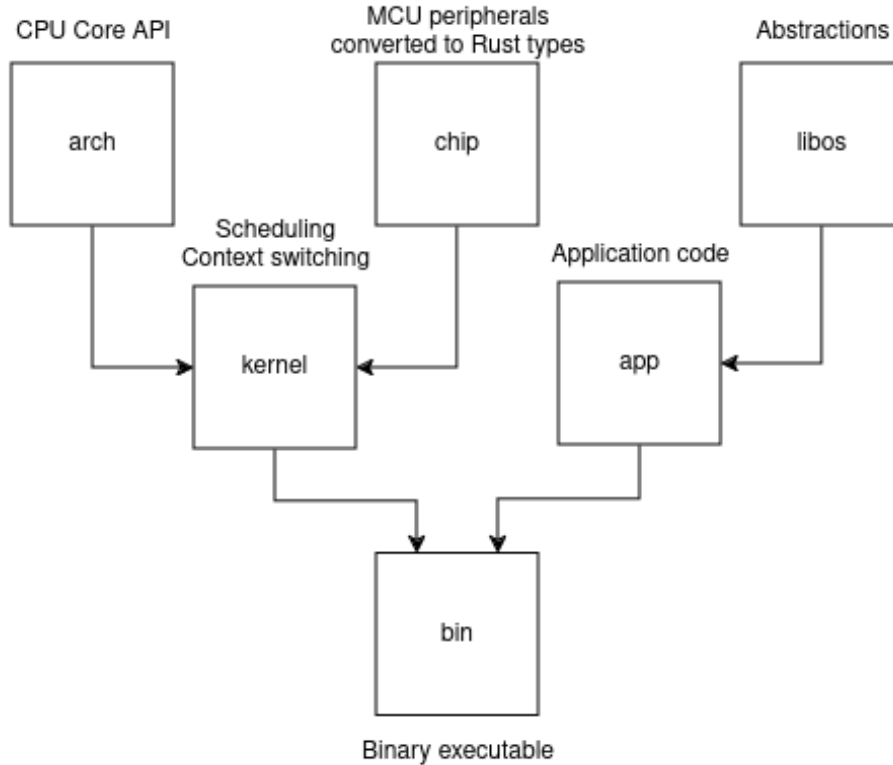 CPU Core API
MCU peripherals
converted to Rust types
Abstractions
arch
chip
libos
Scheduling
Context switching
Application code
kernel
app
bin
Binary executable